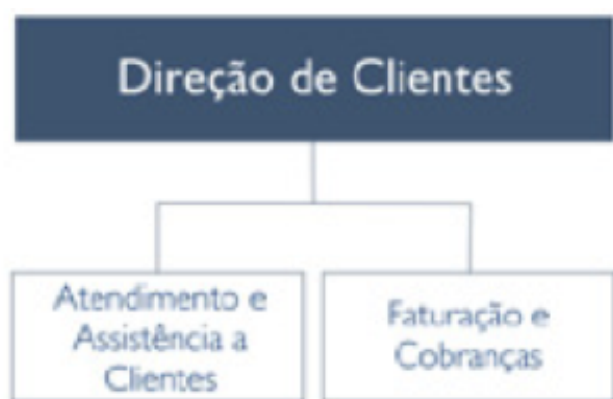 Direção de Clientes
Atendimento e
Assistência a
Clientes
Faturação e
Cobranças